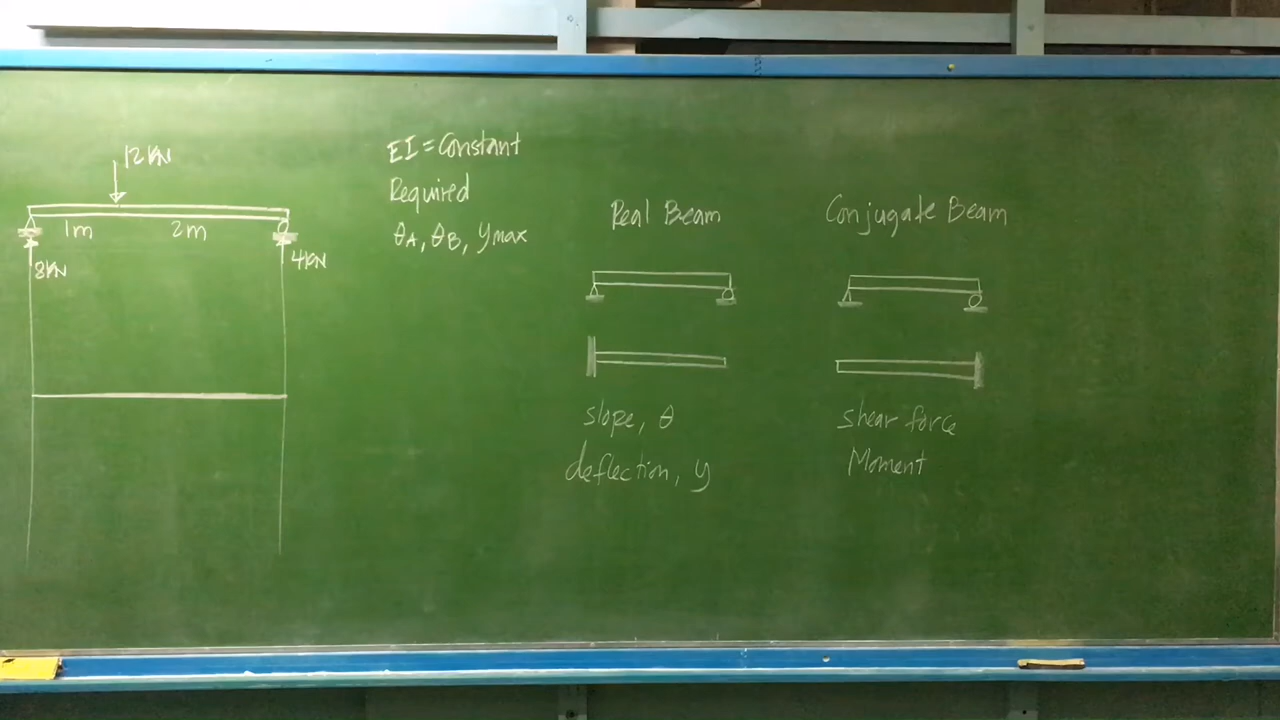 12KN
1m 2m
8KN
4KN
EI = Constant
Required
θA, θB, ymax
Real Beam
slope, θ
deflection, y
Conjugate Beam
shear force
Moment